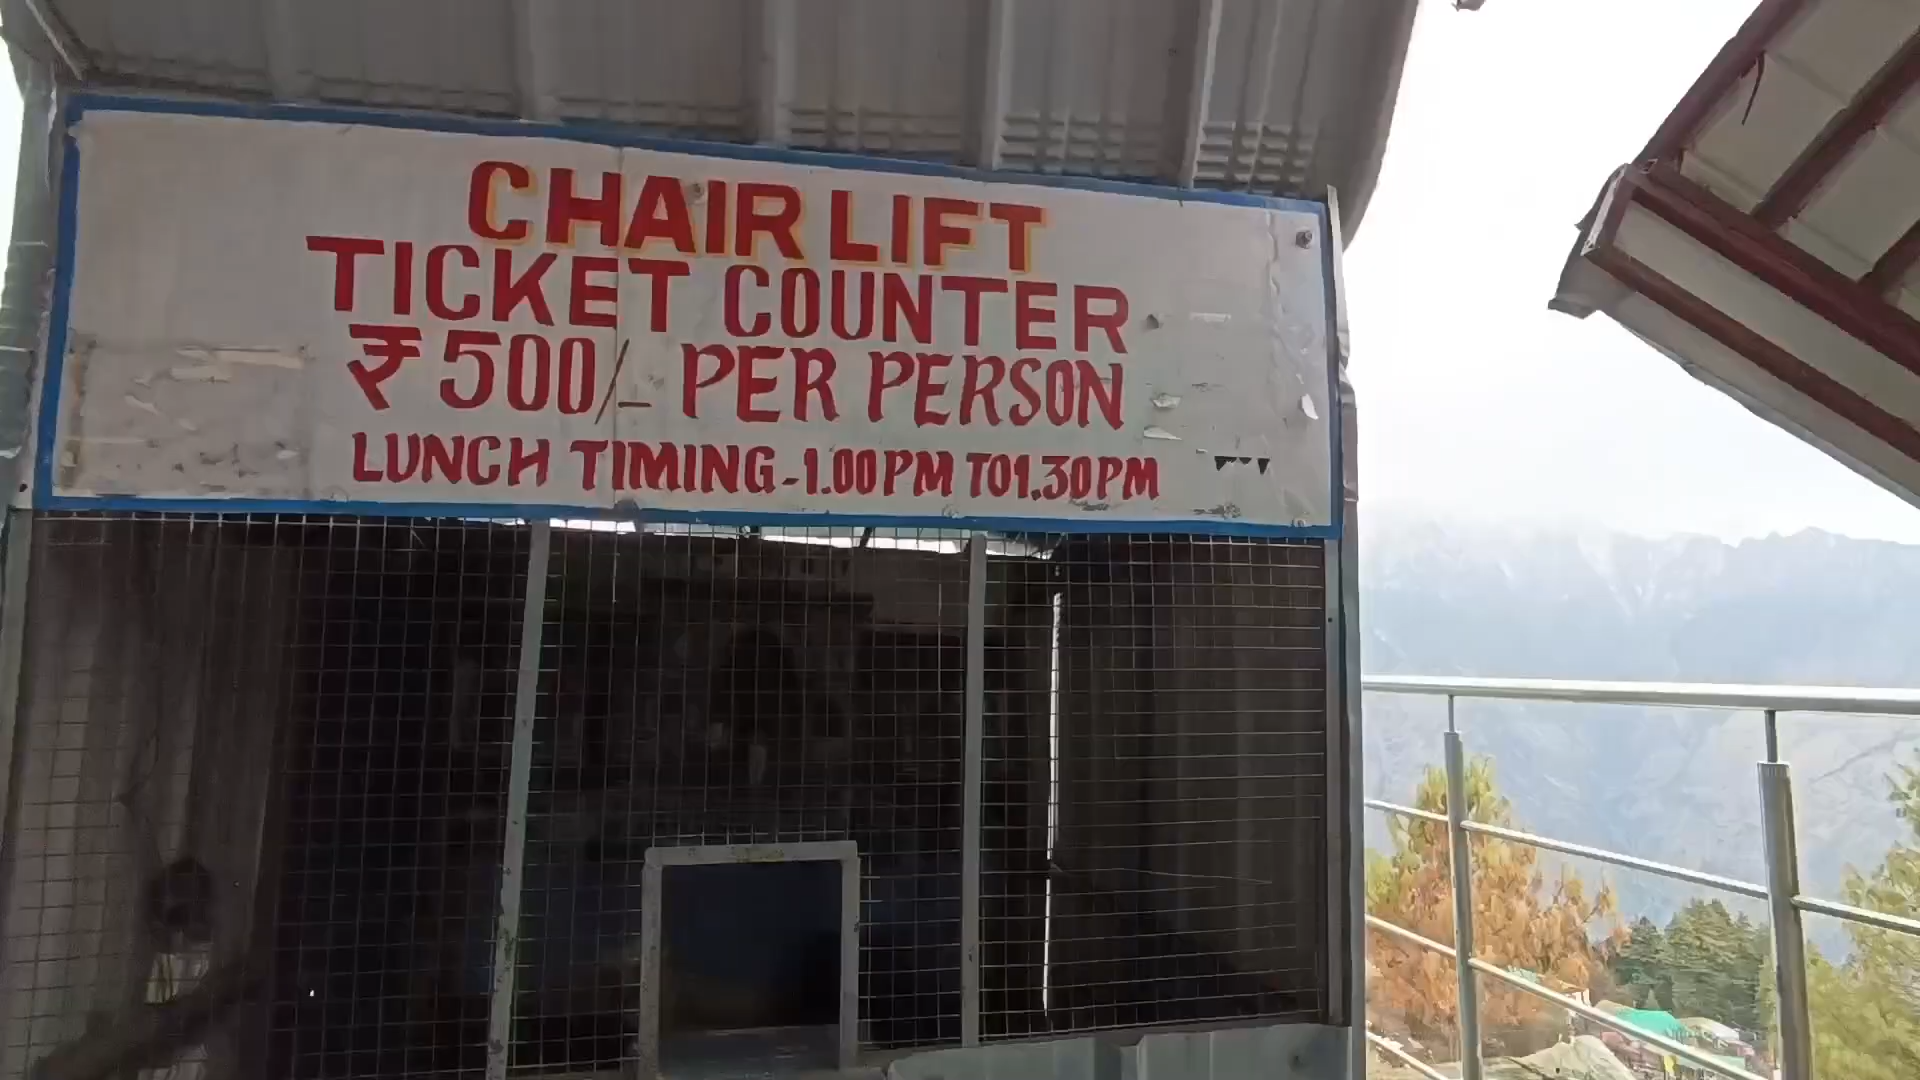 CHAIR LIFT
TICKET COUNTER
₹ 500/- PER PERSON
LUNCH TIMING-1.00PM TO1.30PM